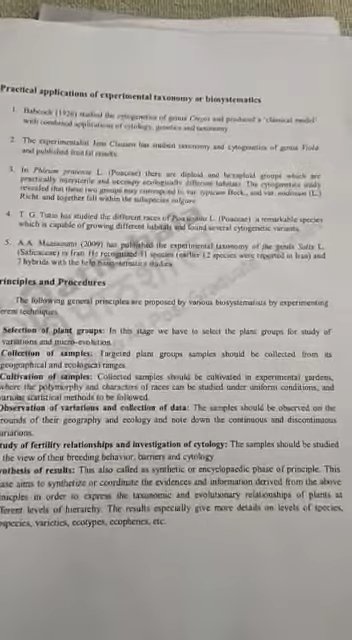 Practical applications of experimental taxonomy or biosystematics
1. Babcock (1926) studied the cytogenetics of genus Crepis and produced a 'classical model'
with combined applications of cytology, genetics and taxonomy
2. The experimentalist Jens Clausen has studied taxonomy and cytogenetics of genus Viola
and published fruitful results.
3. In Phleum pratense L. (Poaceae) there are diploid and hexaploid groups which are
practically intersterile and occupy ecologically different habitats. The cytogenetics study
revealed that these two groups may correspond to var. typicum Beck., and var. nodosum (L.)
Richt. and together fall within the subspecies vulgare
4. T. G. Tutin has studied the different races of Poa annua L. (Poaceae) a remarkable species
which is capable of growing different habitats and found several cytogenetic variants.
5. A.A. Maassoumi (2009) has published the experimental taxonomy of the genus Salix L.
(Salicaceae) in Iran. He recognized 11 species (earlier 12 species were reported in Iran) and
7 hybrids with the help biosystematics studies
rinciples and Procedures
The following general principles are proposed by various biosystematists by experimenting
erent techniques
Selection of plant groups: In this stage we have to select the plant groups for study of
variations and micro-evolution.
Collection of samples: Targeted plant groups samples should be collected from its
geographical and ecological ranges.
Cultivation of samples: Collected samples should be cultivated in experimental gardens,
where the polymorphy and characters of races can be studied under uniform conditions, and
various statistical methods to be followed.
Observation of variations and collection of data: The samples should be observed on the
rounds of their geography and ecology and note down the continuous and discontinuous
ariations.
tudy of fertility relationships and investigation of cytology: The samples should be studied
the view of their breeding behavior, barriers and cytology
ynthesis of results: This also called as synthetic or encyclopaedic phase of principle. This
ase aims to synthetize or coordinate the evidences and information derived from the above
inciples in order to express the taxonomic and evolutionary relationships of plants at
ferent levels of hierarchy. The results especially give more details on levels of species,
species, varieties, ecotypes, ecophenes, etc.